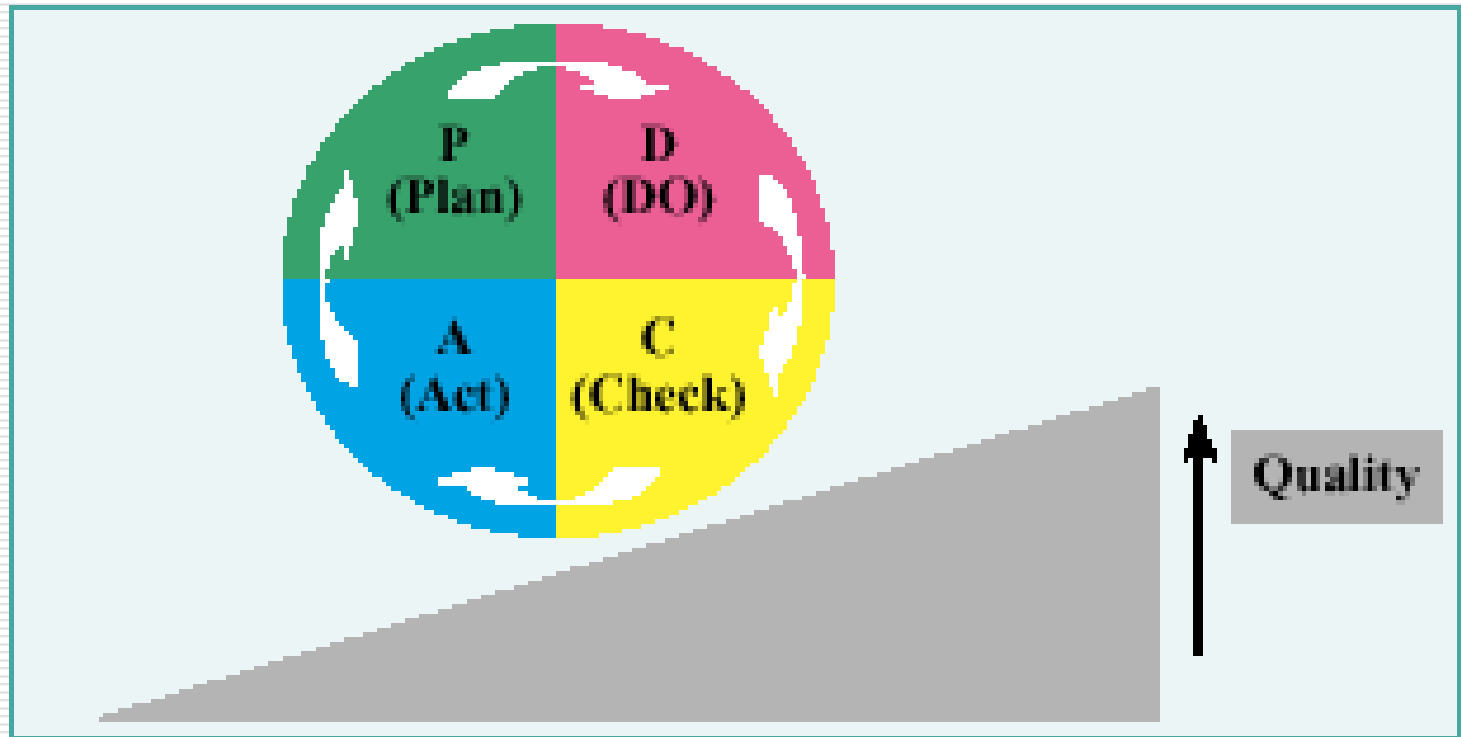 P
(Plan)
D
(DO)
A
(Act)
C
(Check)
Quality